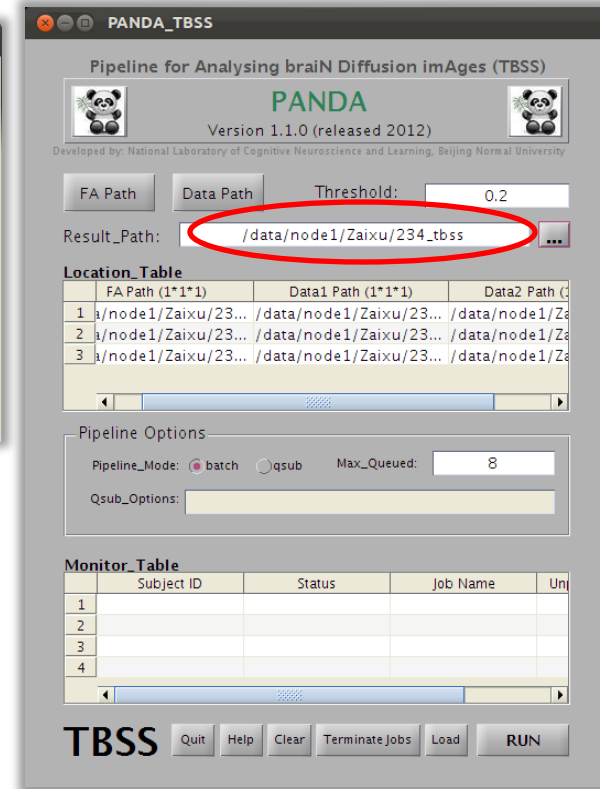 PANDA_TBSS
Pipeline for Analysing braiN Diffusion imAges (TBSS)
PANDA
Version 1.1.0 (released 2012)
Developed by: National Laboratory of Cognitive Neuroscience and Learning, Beijing Normal University
FA Path Data Path Threshold: 0.2
Result_Path: /data/node1/Zaixu/234_tbss ...
Location_Table
FA Path (1*1*1) Data1 Path (1*1*1) Data2 Path (
1 a/node1/Zaixu/23... /data/node1/Zaixu/23... /data/node1/Za
2 a/node1/Zaixu/23... /data/node1/Zaixu/23... /data/node1/Za
3 a/node1/Zaixu/23... /data/node1/Zaixu/23... /data/node1/Za
Pipeline Options
Pipeline_Mode: batch qsub Max_Queued: 8
Qsub_Options:
Monitor_Table
Subject ID Status Job Name
1
2
3
4
TBSS Quit Help Clear Terminate Jobs Load RUN